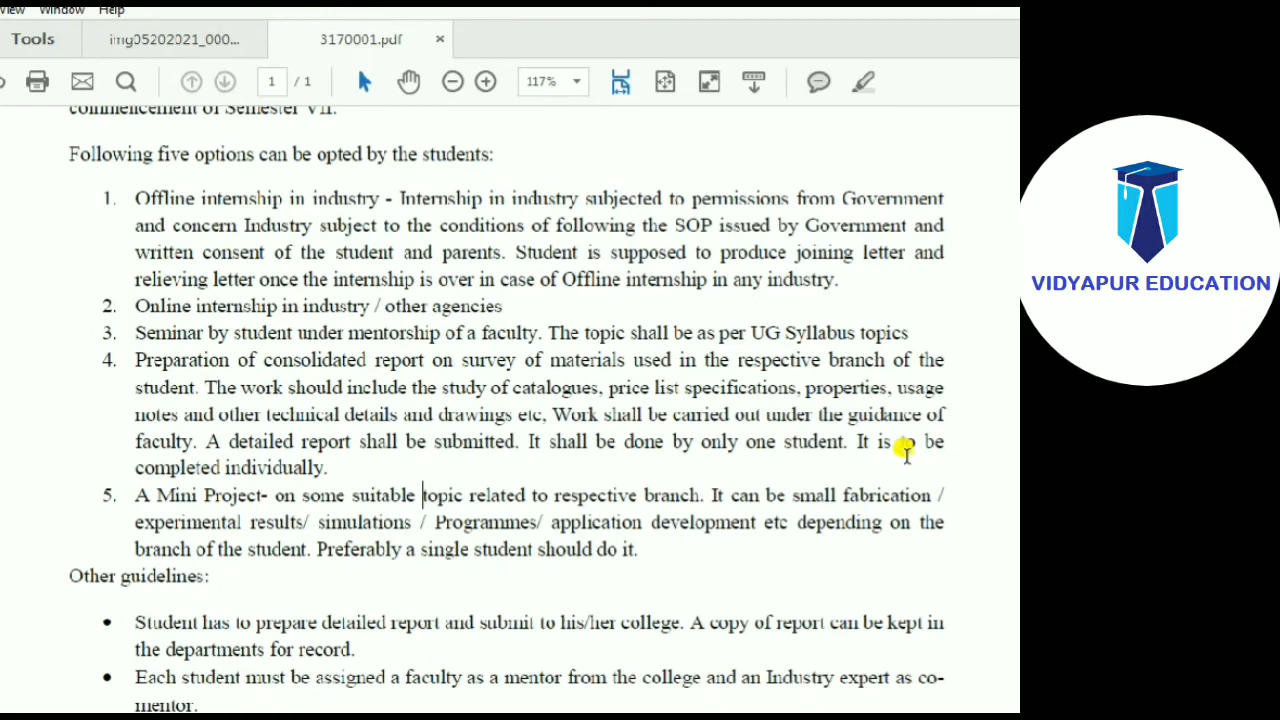 View Window Help
Tools img05202021_000... 3170001.pdf ×
1 / 1 117%
commencement of Semester VII.
Following five options can be opted by the students:
1. Offline internship in industry - Internship in industry subjected to permissions from Government
and concern Industry subject to the conditions of following the SOP issued by Government and
written consent of the student and parents. Student is supposed to produce joining letter and
relieving letter once the internship is over in case of Offline internship in any industry.
2. Online internship in industry / other agencies
3. Seminar by student under mentorship of a faculty. The topic shall be as per UG Syllabus topics
4. Preparation of consolidated report on survey of materials used in the respective branch of the
student. The work should include the study of catalogues, price list specifications, properties, usage
notes and other technical details and drawings etc, Work shall be carried out under the guidance of
faculty. A detailed report shall be submitted. It shall be done by only one student. It is to be
completed individually.
5. A Mini Project- on some suitable topic related to respective branch. It can be small fabrication /
experimental results/ simulations / Programmes/ application development etc depending on the
branch of the student. Preferably a single student should do it.
Other guidelines:
• Student has to prepare detailed report and submit to his/her college. A copy of report can be kept in
the departments for record.
• Each student must be assigned a faculty as a mentor from the college and an Industry expert as co-
mentor.
VIDYAPUR EDUCATION